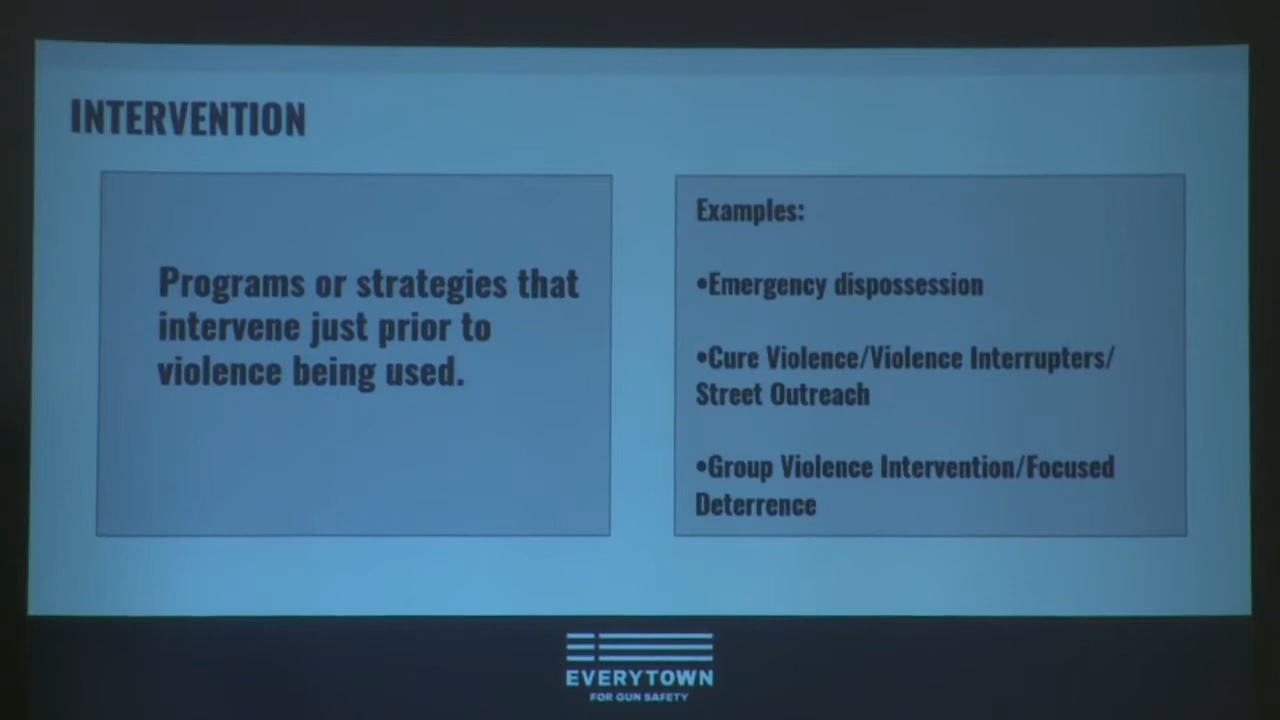 INTERVENTION
Programs or strategies that
intervene just prior to
violence being used.
Examples:
•Emergency dispossession
•Cure Violence/Violence Interrupters/
Street Outreach
•Group Violence Intervention/Focused
Deterrence
EVERYTOWN
FOR GUN SAFETY